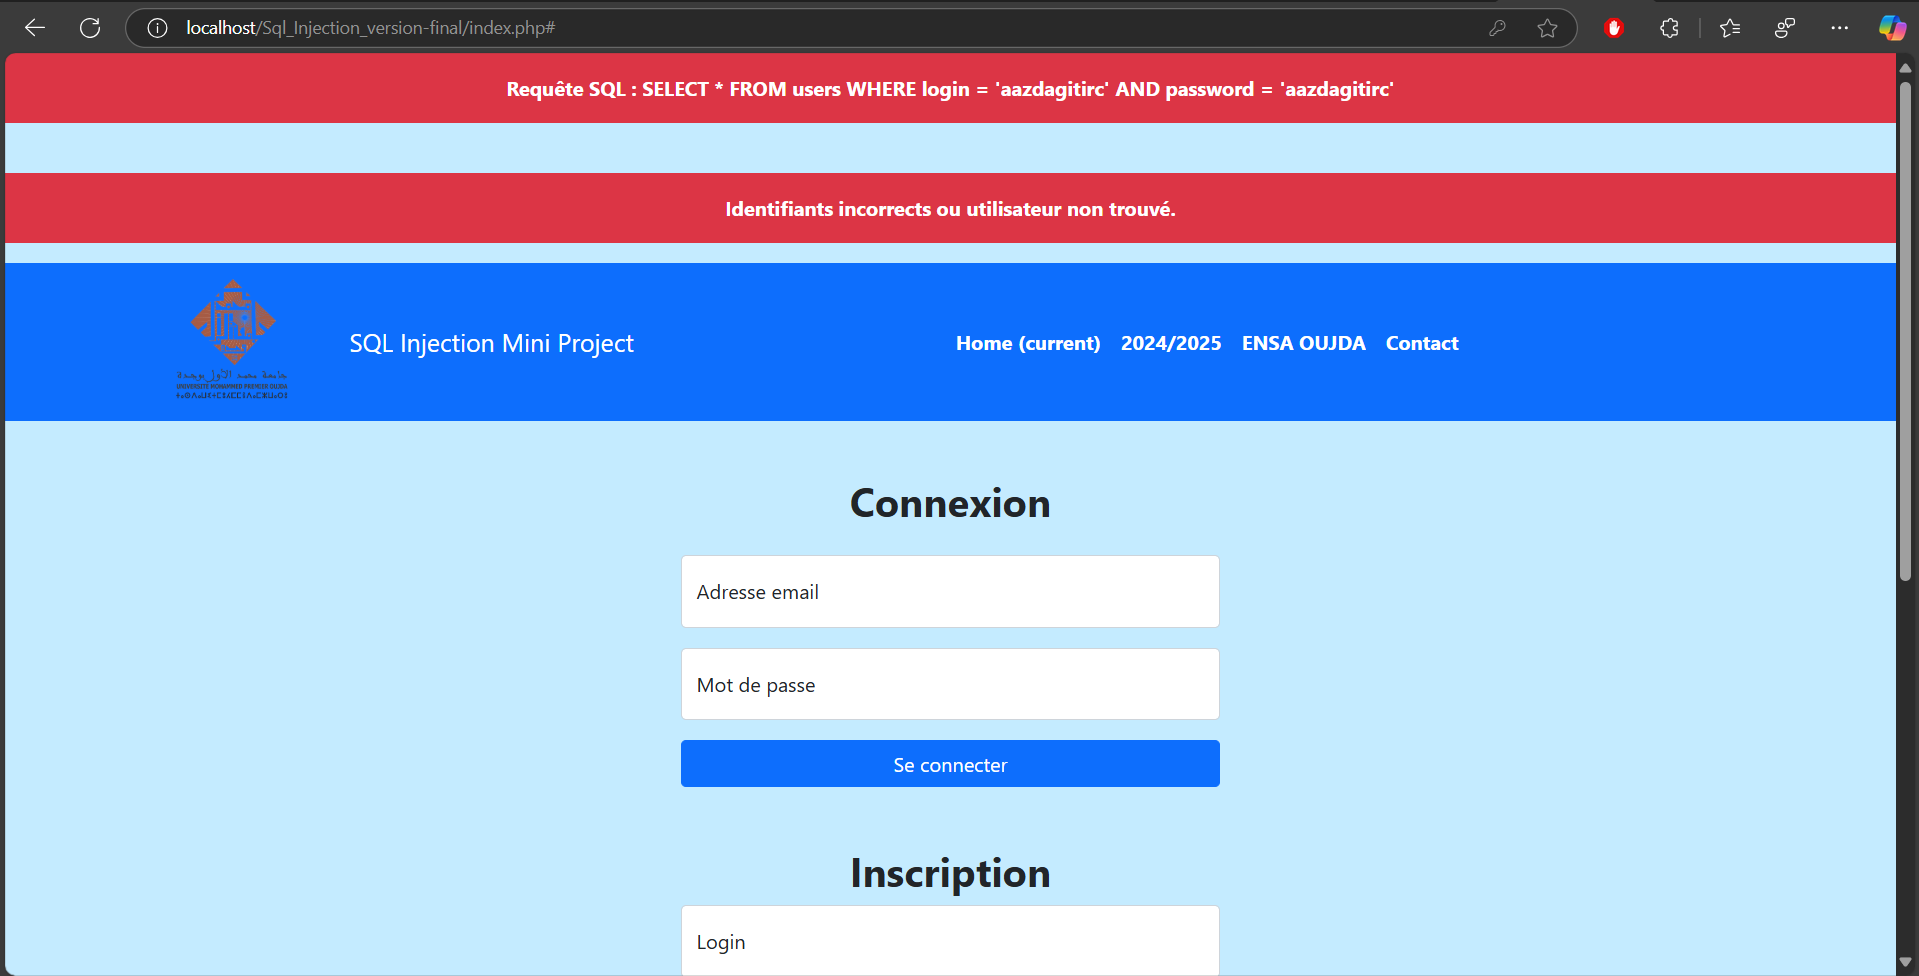 localhost/Sql_Injection_version-final/index.php#
Requête SQL : SELECT * FROM users WHERE login = 'aazdagitirc' AND password = 'aazdagitirc'
Identifiants incorrects ou utilisateur non trouvé.
جامعة محمد الأول بوجدة
UNIVERSITE MOHAMMED PREMIER OUJDA
SQL Injection Mini Project
Home (current) 2024/2025 ENSA OUJDA Contact
Connexion
Adresse email
Mot de passe
Se connecter
Inscription
Login